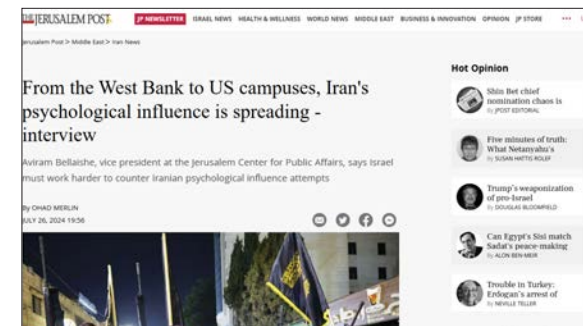 THE JERUSALEM POST
JP NEWSLETTER ISRAEL NEWS HEALTH & WELLNESS WORLD NEWS MIDDLE EAST BUSINESS & INNOVATION OPINION JP STORE
Jerusalem Post > Middle East > Iran News
From the West Bank to US campuses, Iran's
psychological influence is spreading -
interview
Aviram Bellaishe, vice president at the Jerusalem Center for Public Affairs, says Israel
must work harder to counter Iranian psychological influence attempts
By OHAD MERLIN
JULY 26, 2024 19:56
Hot Opinion
Shin Bet chief
nomination chaos is
By JPOST EDITORIAL
Five minutes of truth:
What Netanyahu's
By SUSAN HATTIS ROLEF
Trump's weaponization
of pro-Israel
By DOUGLAS BLOOMFIELD
Can Egypt's Sisi match
Sadat's peace-making
By ALON BEN-MEIR
Trouble in Turkey:
Erdogan's arrest of
By NEVILLE TELLER